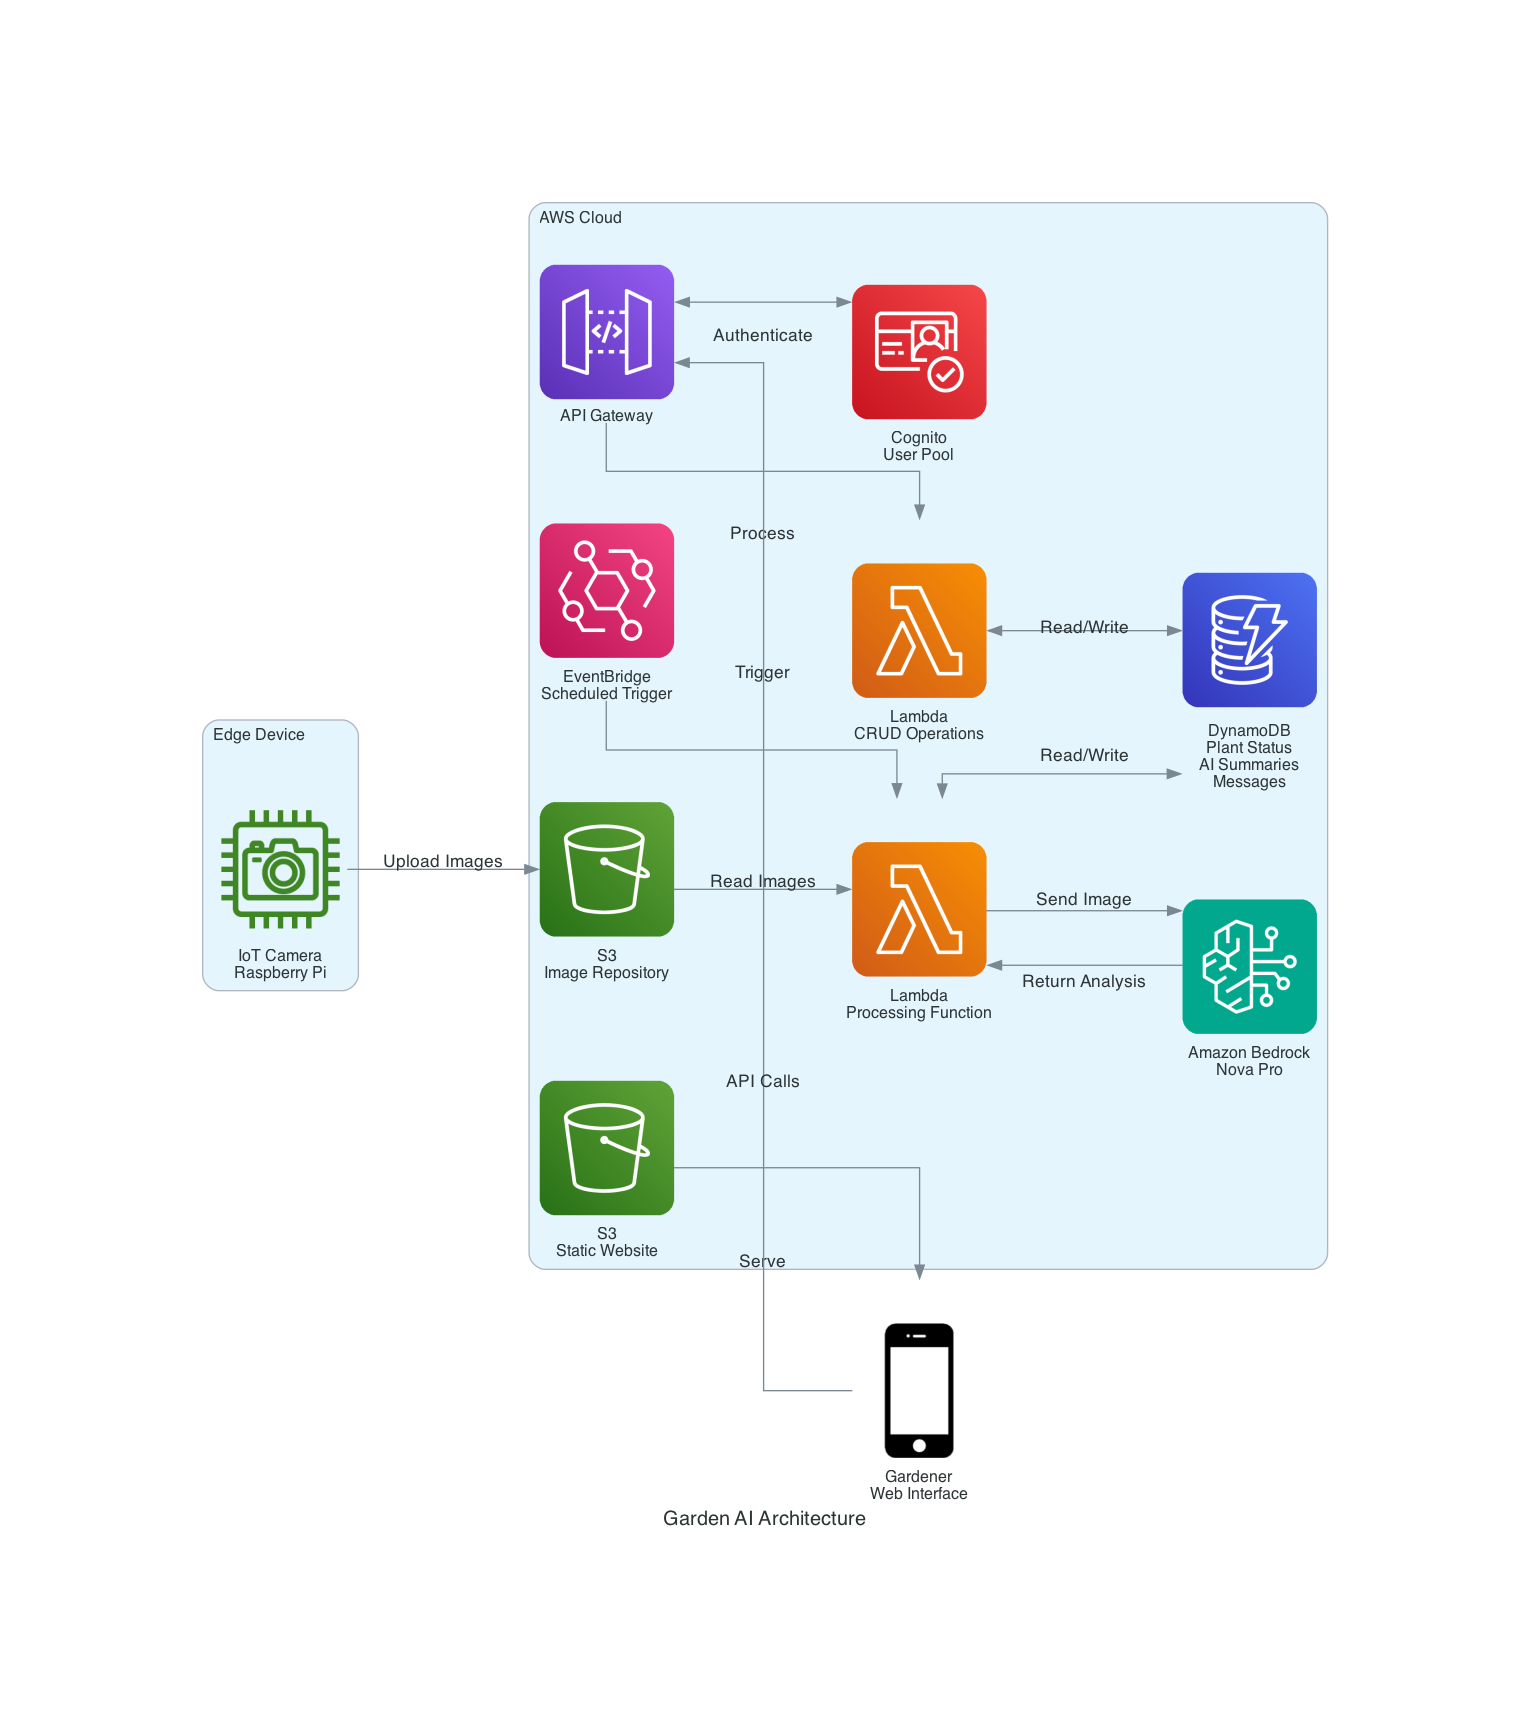 AWS Cloud
Authenticate
API Gateway
Cognito
User Pool
Process
EventBridge
Scheduled Trigger
Trigger
Read/Write
Lambda
CRUD Operations
DynamoDB
Plant Status
AI Summaries
Messages
Read/Write
Edge Device
IoT Camera
Raspberry Pi
Upload Images
S3
Image Repository
Read Images
Lambda
Processing Function
Send Image
Return Analysis
Amazon Bedrock
Nova Pro
API Calls
S3
Static Website
Serve
Gardener
Web Interface
Garden AI Architecture